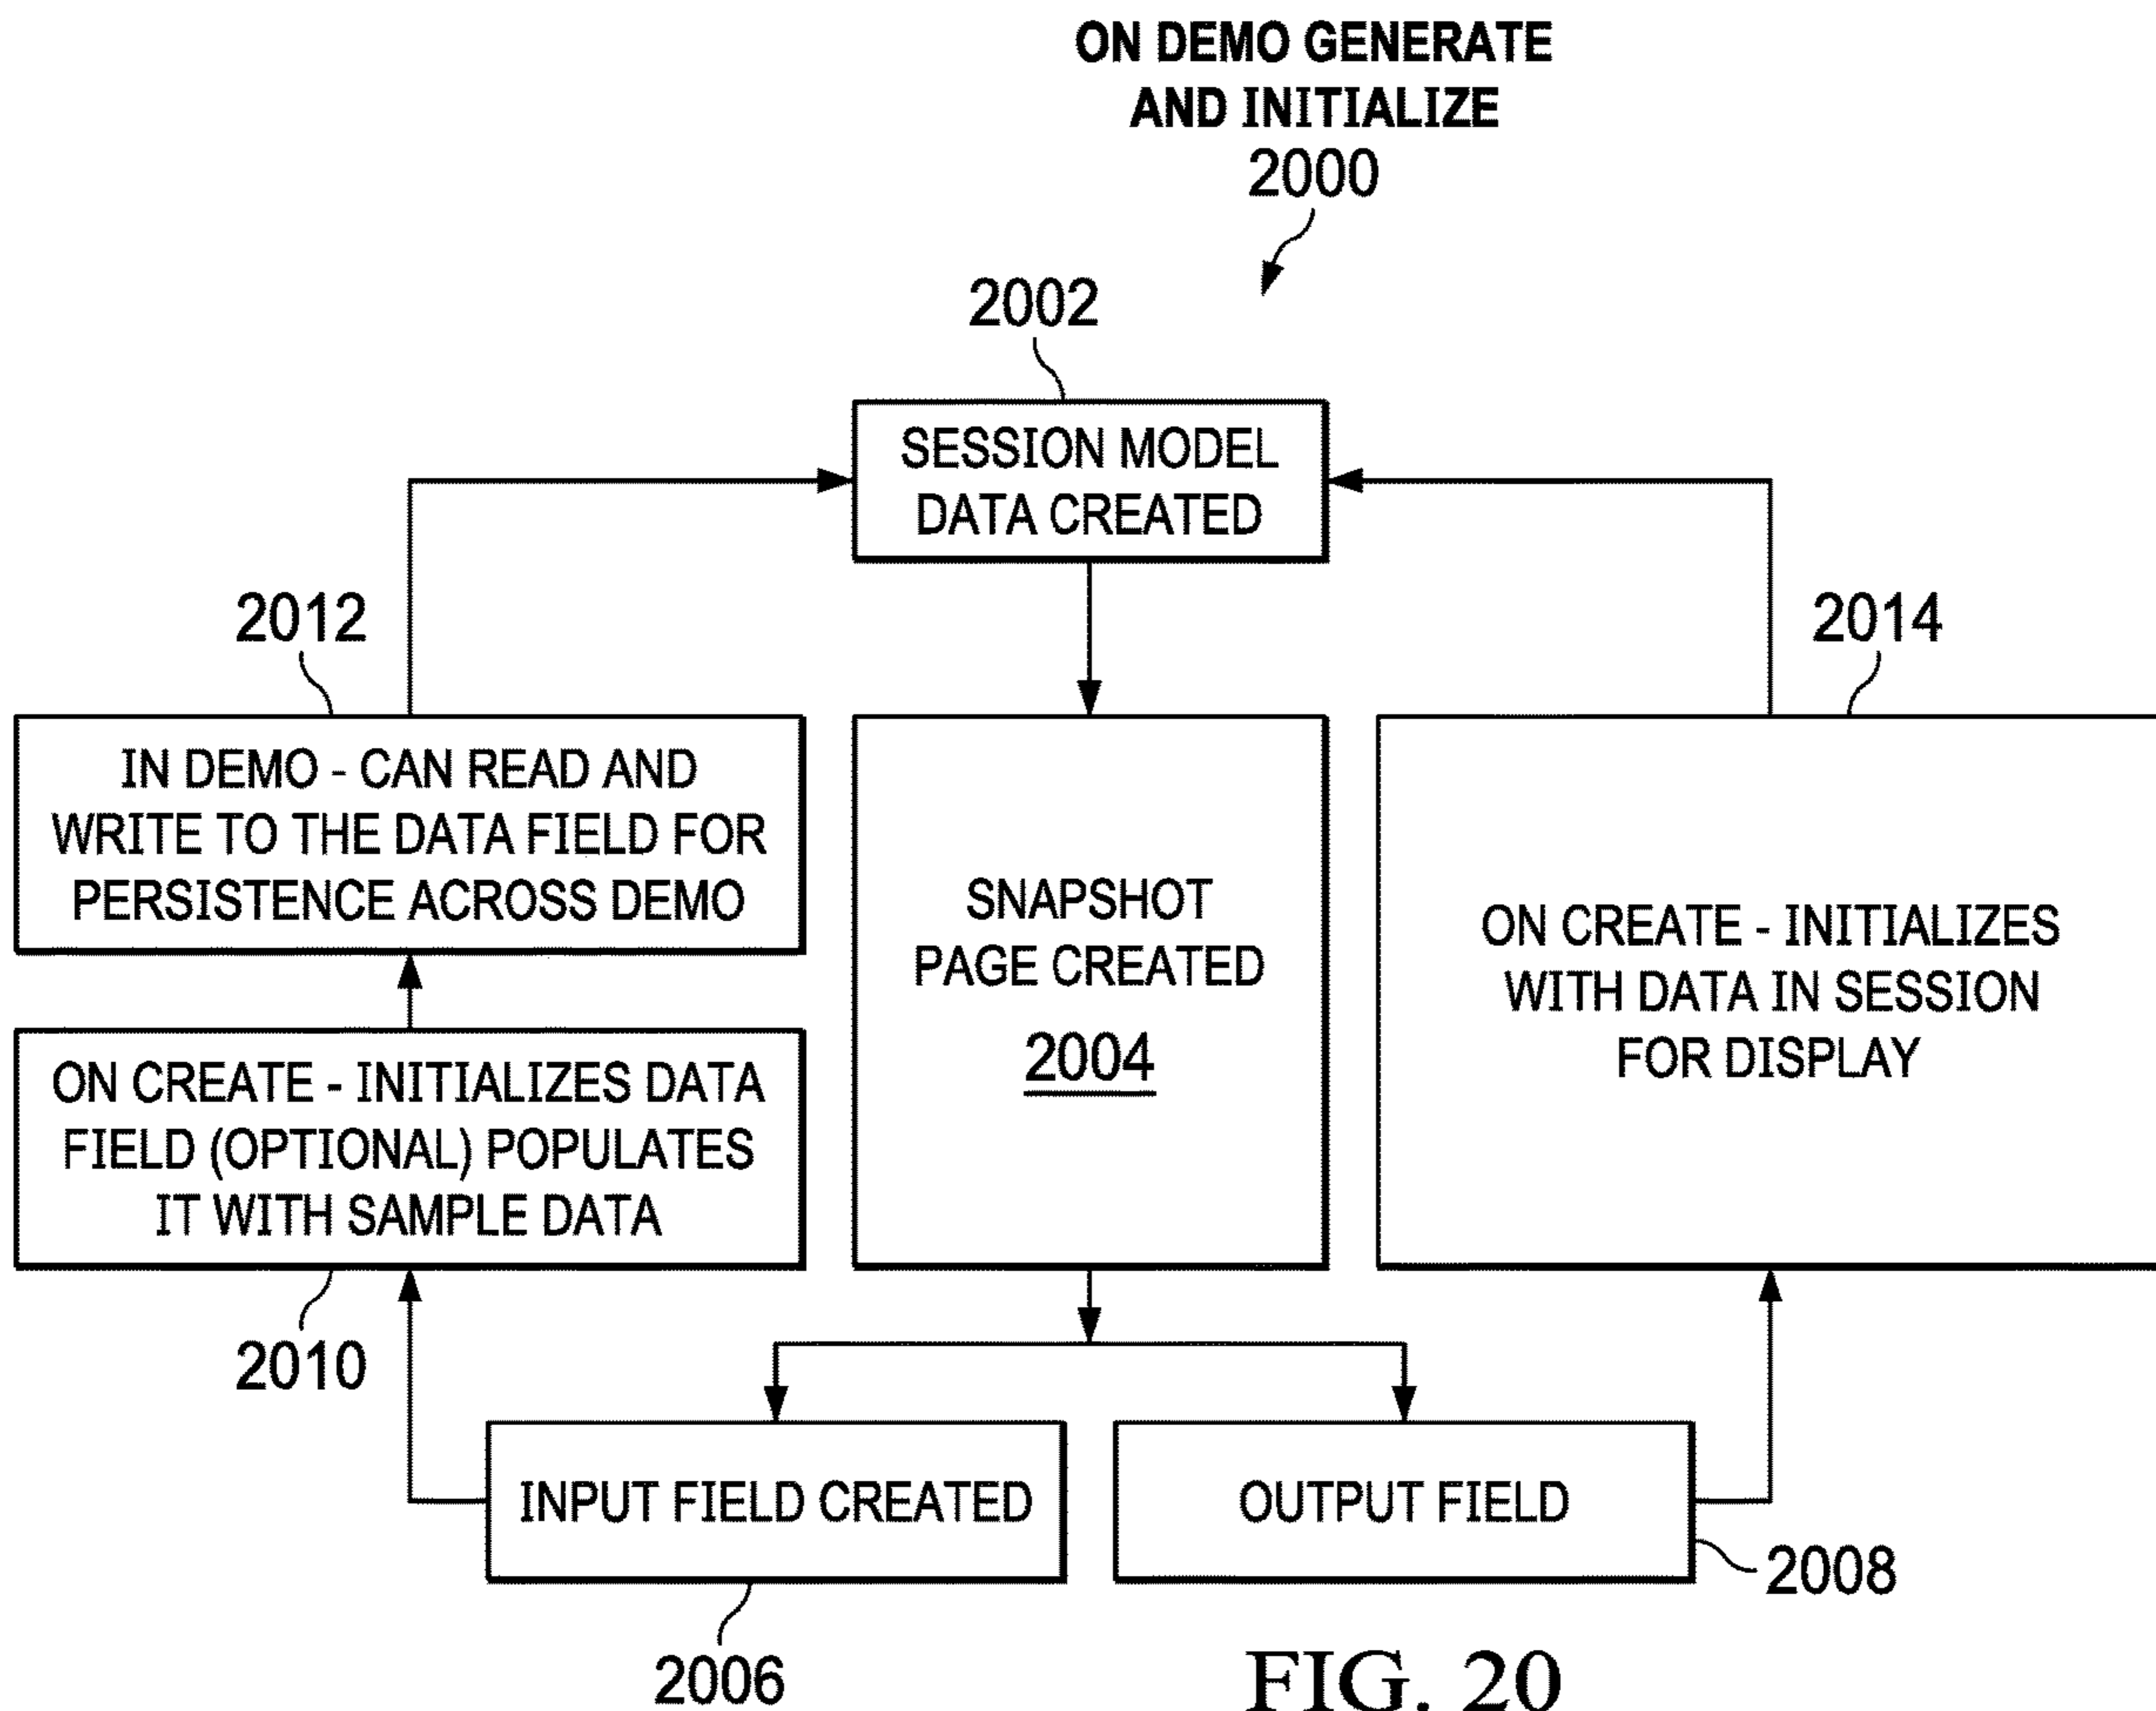 ON DEMO GENERATE
AND INITIALIZE
2000
2002
SESSION MODEL
DATA CREATED
2012
2014
IN DEMO - CAN READ AND
WRITE TO THE DATA FIELD FOR
PERSISTENCE ACROSS DEMO
SNAPSHOT
PAGE CREATED
2004
ON CREATE - INITIALIZES
WITH DATA IN SESSION
FOR DISPLAY
ON CREATE - INITIALIZES DATA
FIELD (OPTIONAL) POPULATES
IT WITH SAMPLE DATA
2010
INPUT FIELD CREATED
OUTPUT FIELD
2008
2006
FIG. 20